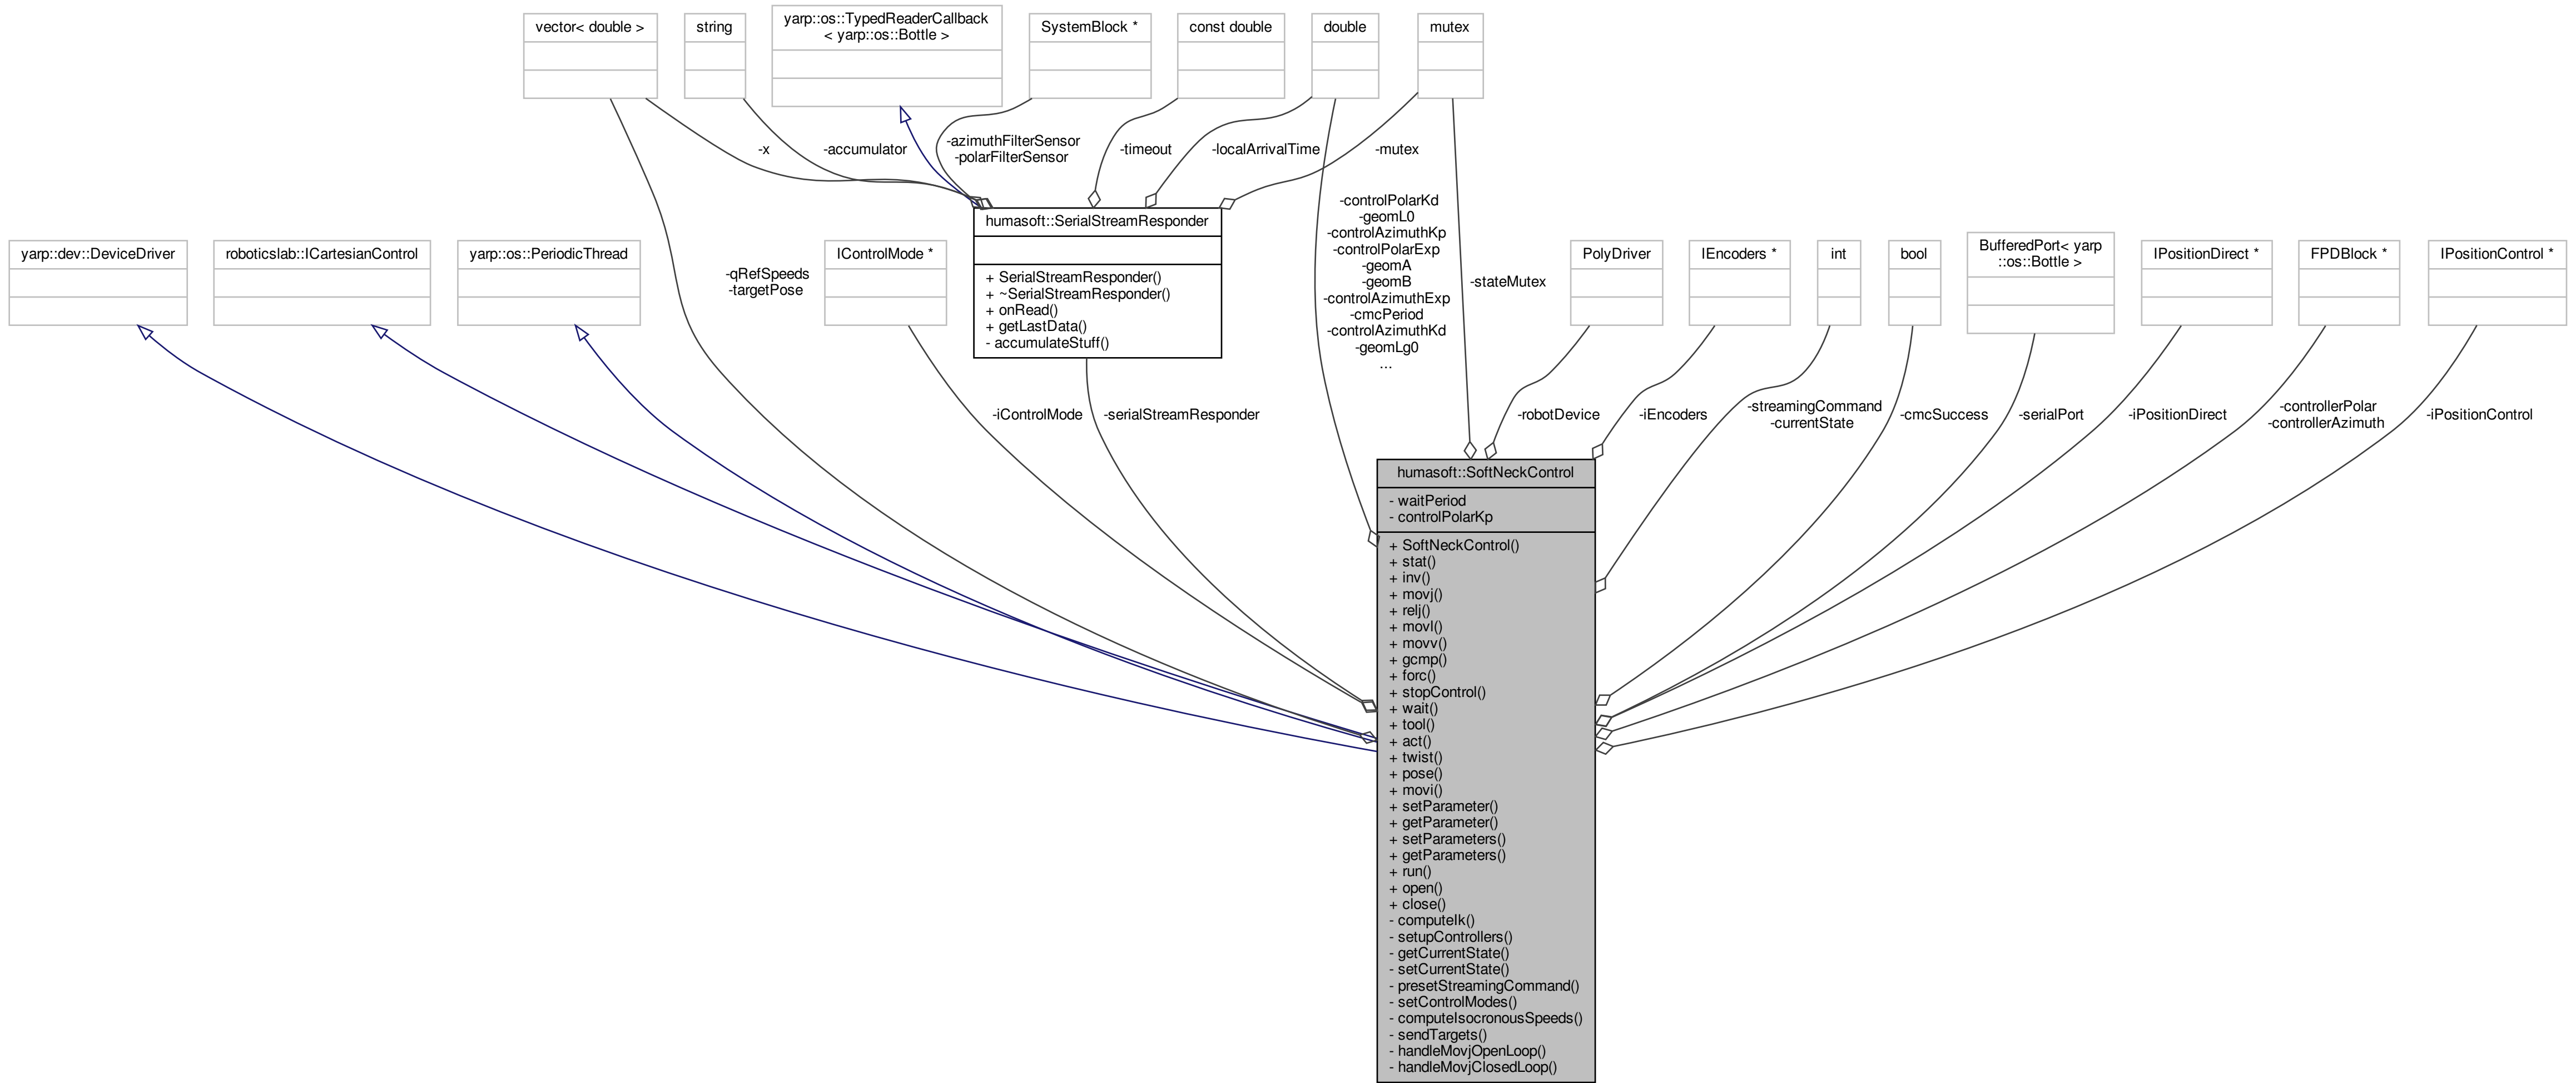 vector< double >
string
yarp::os::TypedReaderCallback
< yarp::os::Bottle >
SystemBlock *
const double
double
mutex
-x
-accumulator
-azimuthFilterSensor
-polarFilterSensor
-timeout
-localArrivalTime
-mutex
humasoft::SerialStreamResponder
+ SerialStreamResponder()
+ ~SerialStreamResponder()
+ onRead()
+ getLastData()
- accumulateStuff()
yarp::dev::DeviceDriver
roboticslab::ICartesianControl
yarp::os::PeriodicThread
-qRefSpeeds
-targetPose
IControlMode *
-controlPolarKd
-geomL0
-controlAzimuthKp
-controlPolarExp
-geomA
-geomB
-controlAzimuthExp
-cmcPeriod
-controlAzimuthKd
-geomLg0
...
-stateMutex
PolyDriver
IEncoders *
int
bool
BufferedPort< yarp
::os::Bottle >
IPositionDirect *
FPDBlock *
IPositionControl *
-iControlMode
-serialStreamResponder
-robotDevice
-iEncoders
-streamingCommand
-currentState
-cmcSuccess
-serialPort
-iPositionDirect
-controllerPolar
-controllerAzimuth
-iPositionControl
humasoft::SoftNeckControl
- waitPeriod
- controlPolarKp
+ SoftNeckControl()
+ stat()
+ inv()
+ movj()
+ relj()
+ movl()
+ movv()
+ gcmp()
+ forc()
+ stopControl()
+ wait()
+ tool()
+ act()
+ twist()
+ pose()
+ movi()
+ setParameter()
+ getParameter()
+ setParameters()
+ getParameters()
+ run()
+ open()
+ close()
- computeIk()
- setupControllers()
- getCurrentState()
- setCurrentState()
- presetStreamingCommand()
- setControlModes()
- computeIsocronousSpeeds()
- sendTargets()
- handleMovjOpenLoop()
- handleMovjClosedLoop()